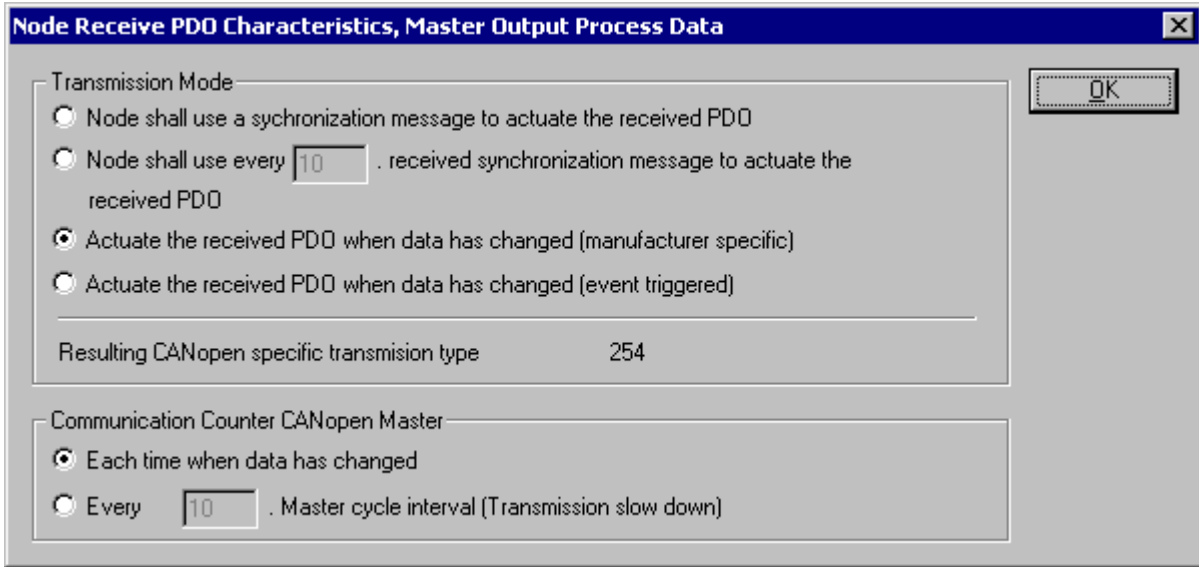 Node Receive PDO Characteristics, Master Output Process Data
Transmission Mode
OK
Node shall use a sychronization message to actuate the received PDO
Node shall use every 10 . received synchronization message to actuate the
received PDO
Actuate the received PDO when data has changed (manufacturer specific)
Actuate the received PDO when data has changed (event triggered)
Resulting CANopen specific transmision type 254
Communication Counter CANopen Master
Each time when data has changed
Every 10 . Master cycle interval (Transmission slow down)